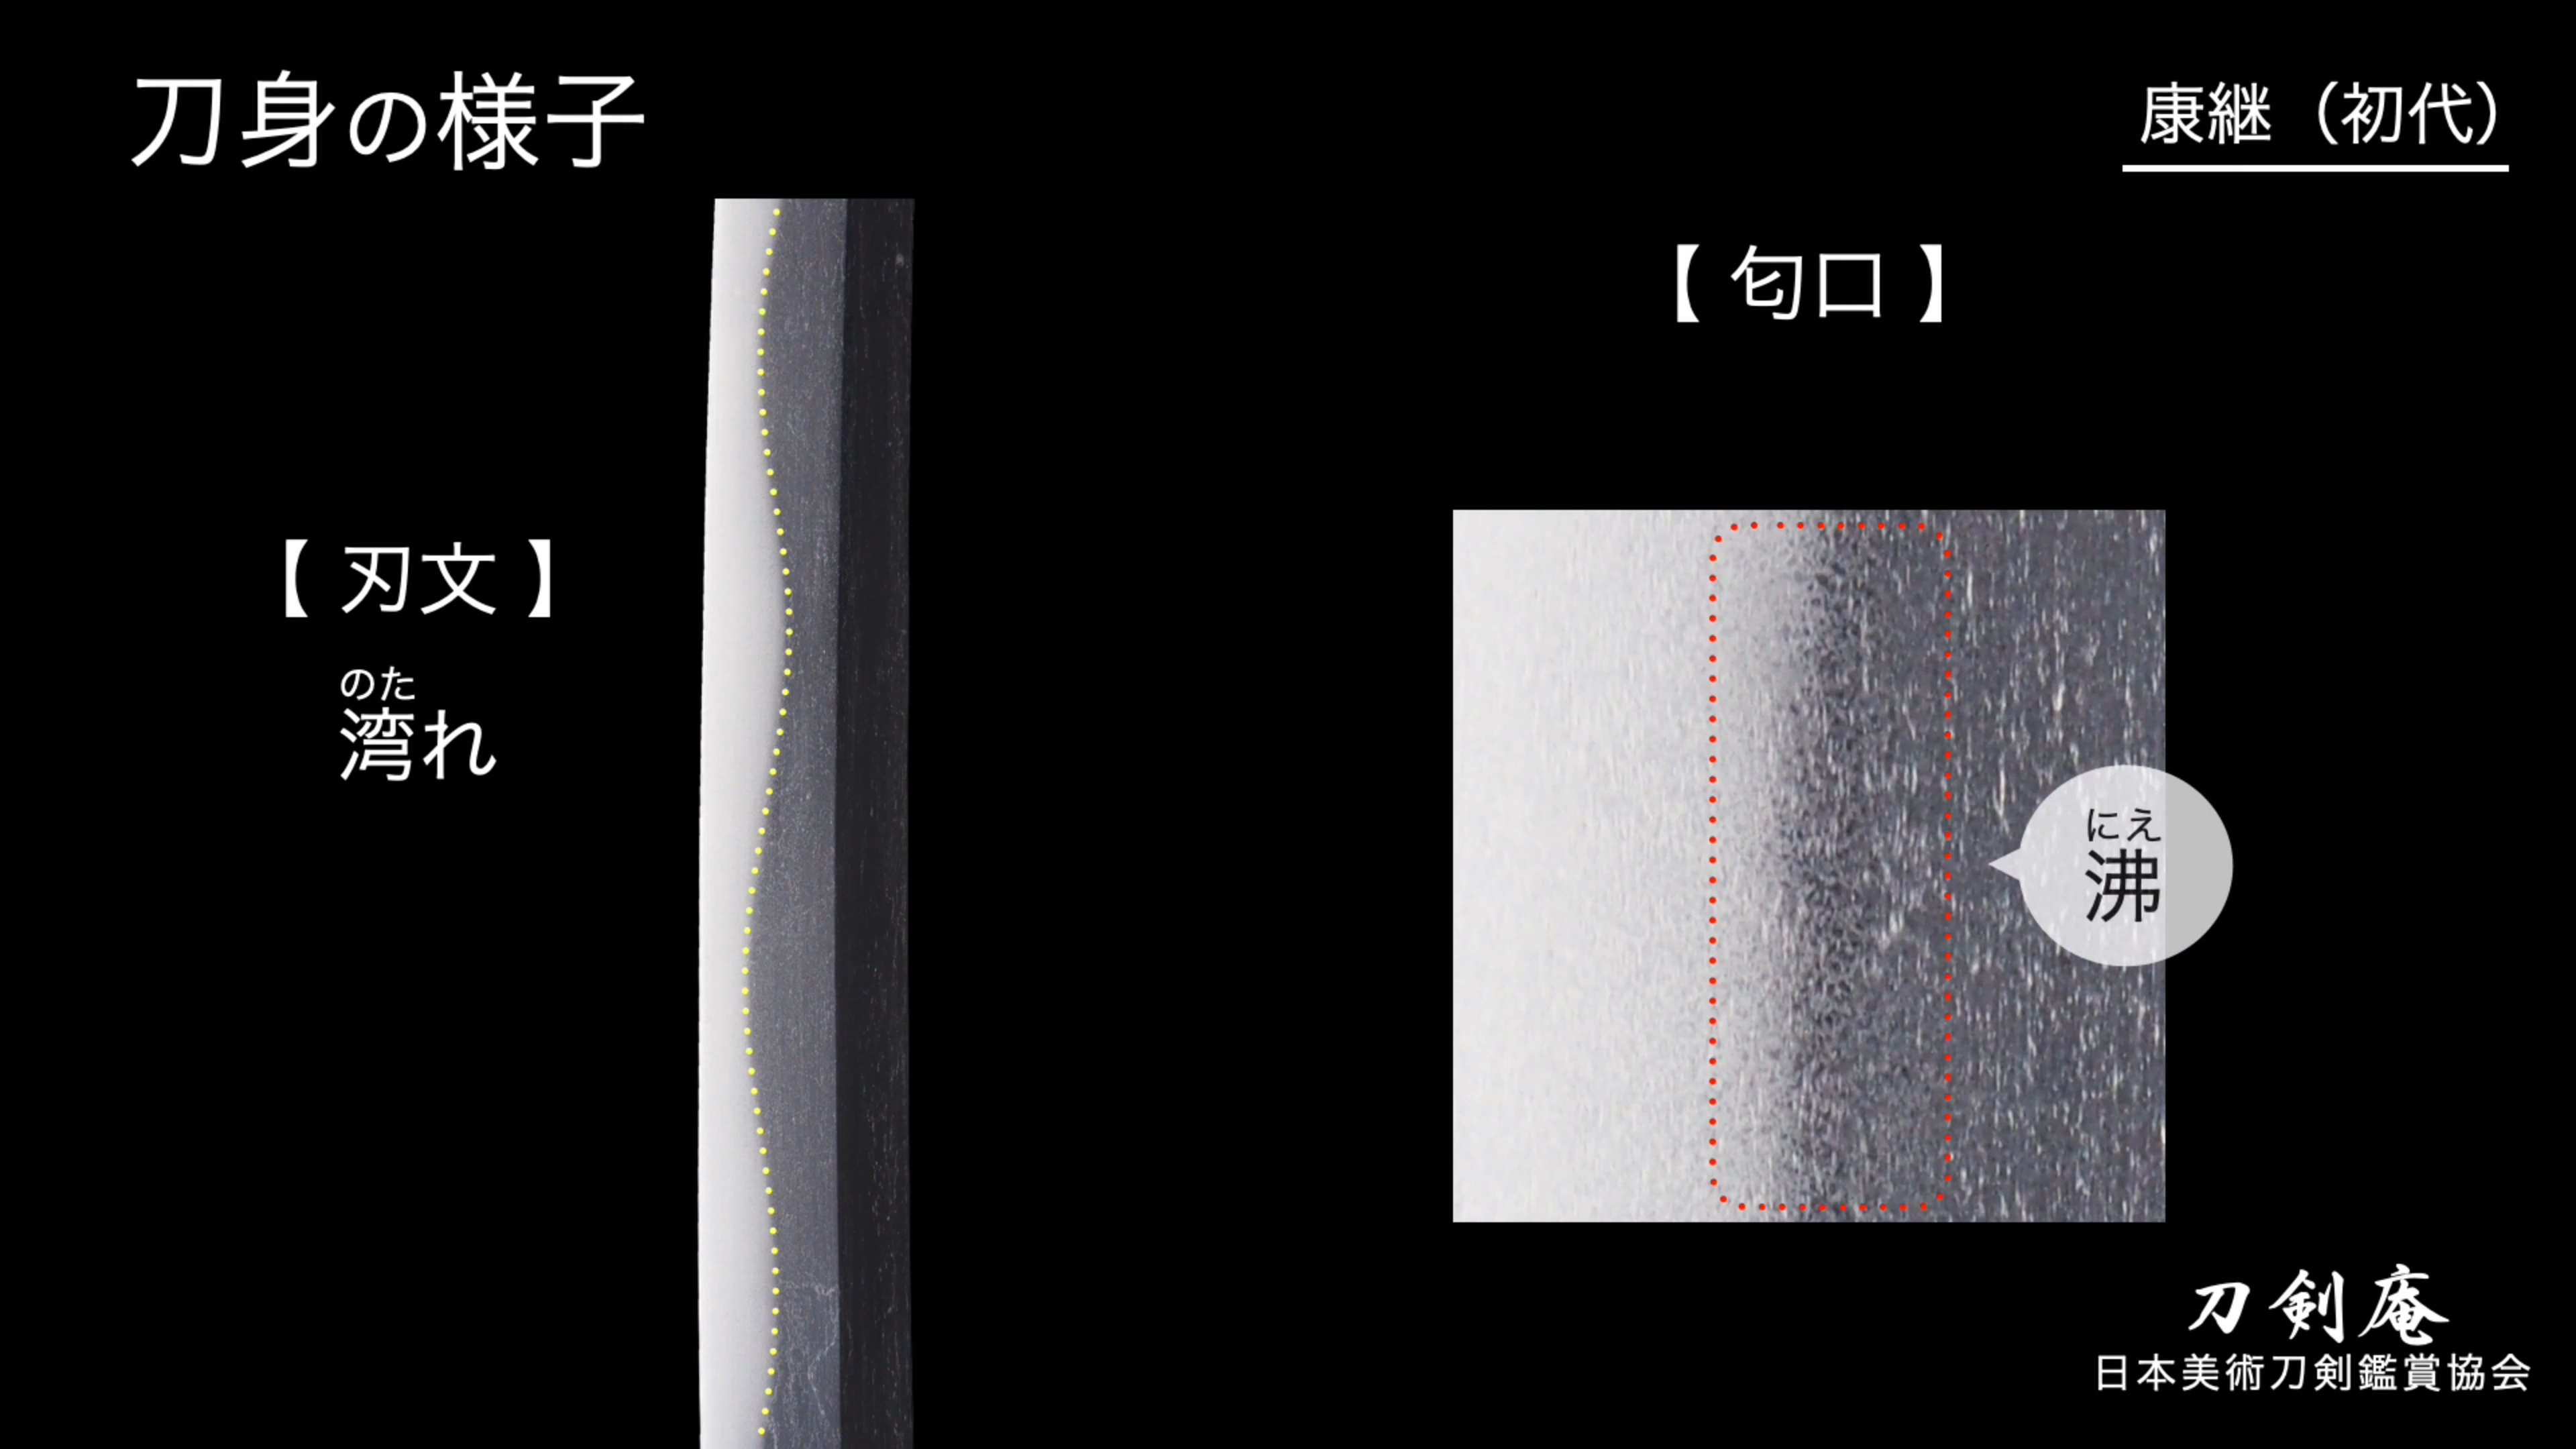 刀身の様子
康継（初代）
【 刃文 】
のた
湾れ
【 匂口 】
にえ
沸
刀剣庵
日本美術刀剣鑑賞協会